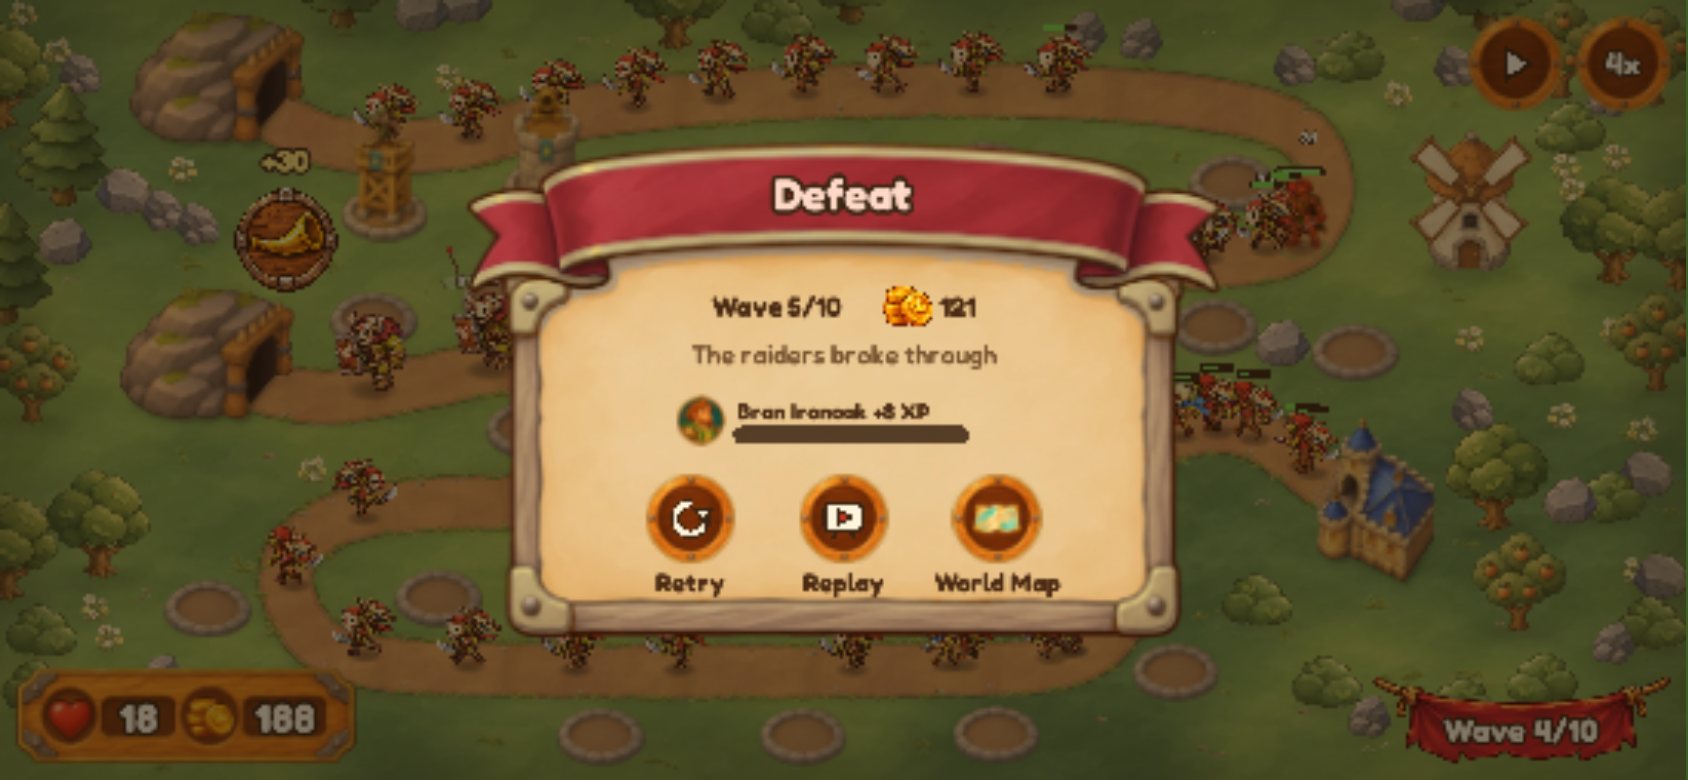 4x
+30
Defeat
Wave 5/10 121
The raiders broke through
Bran Ironoak +8 XP
Retry Replay World Map
18 188
Wave 4/10